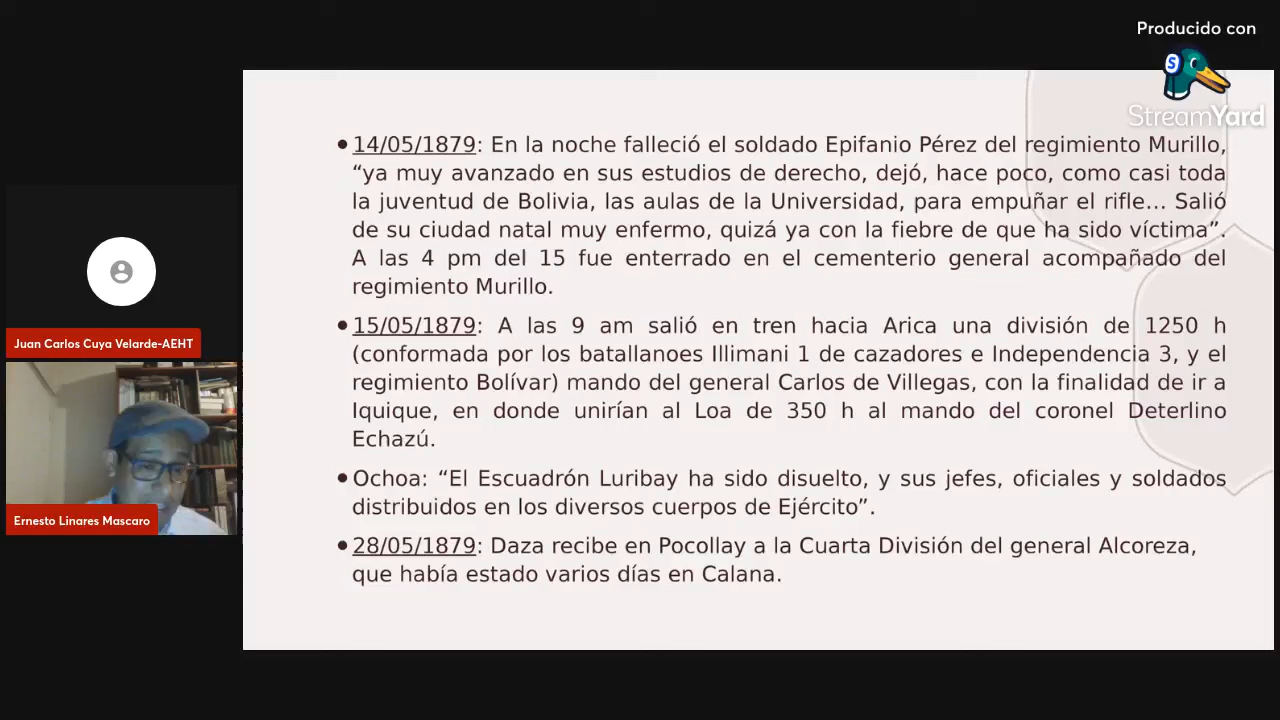 Producido con
StreamYard
•14/05/1879: En la noche falleció el soldado Epifanio Pérez del regimiento Murillo,
“ya muy avanzado en sus estudios de derecho, dejó, hace poco, como casi toda
la juventud de Bolivia, las aulas de la Universidad, para empuñar el rifle… Salió
de su ciudad natal muy enfermo, quizá ya con la fiebre de que ha sido víctima”.
A las 4 pm del 15 fue enterrado en el cementerio general acompañado del
regimiento Murillo.
•15/05/1879: A las 9 am salió en tren hacia Arica una división de 1250 h
(conformada por los batallanoes Illimani 1 de cazadores e Independencia 3, y el
regimiento Bolívar) mando del general Carlos de Villegas, con la finalidad de ir a
Iquique, en donde unirían al Loa de 350 h al mando del coronel Deterlino
Echazú.
•Ochoa: “El Escuadrón Luribay ha sido disuelto, y sus jefes, oficiales y soldados
distribuidos en los diversos cuerpos de Ejército”.
•28/05/1879: Daza recibe en Pocollay a la Cuarta División del general Alcoreza,
que había estado varios días en Calana.
Juan Carlos Cuya Velarde-AEHT
Ernesto Linares Mascaro